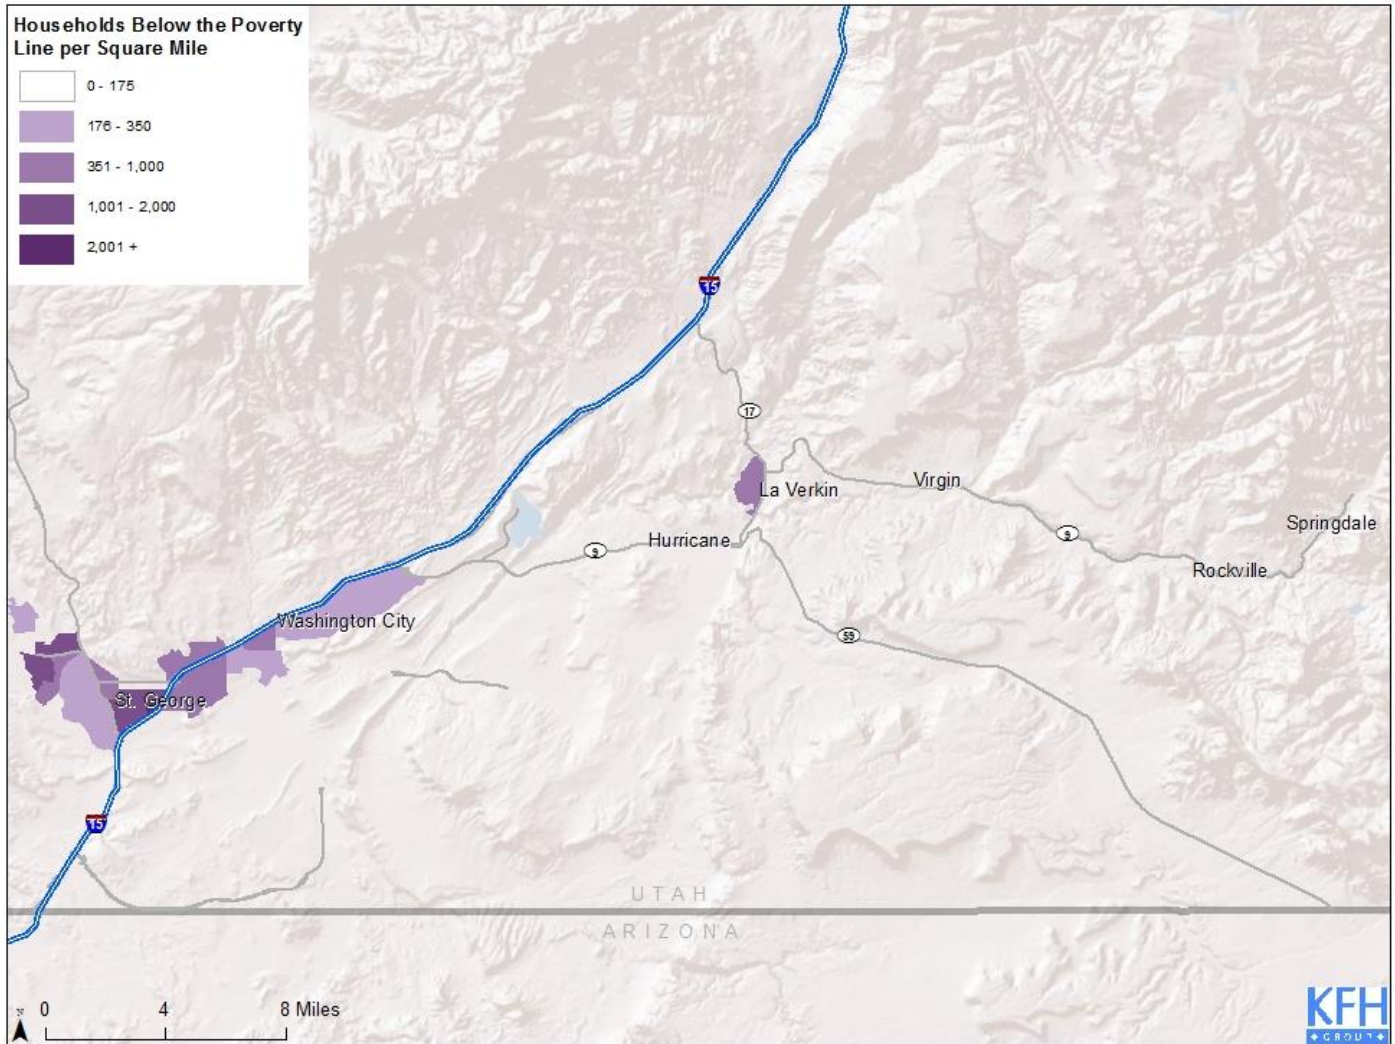 Households Below the Poverty
Line per Square Mile
0 - 175
176 - 350
351 - 1,000
1,001 - 2,000
2,001 +
15
17
La Verkin
Virgin
Springdale
Hurricane
9
9
Rockville
Washington City
59
St. George
15
UTAH
ARIZONA
N
0 4 8 Miles
KFH
GROUP